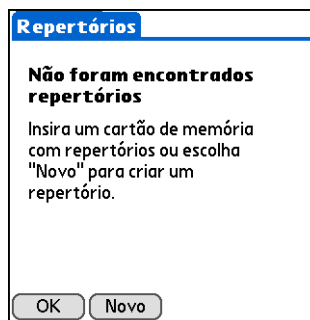 Repertórios
Não foram encontrados
repertórios
Insira um cartão de memória
com repertórios ou escolha
"Novo" para criar um
repertório.
OK Novo